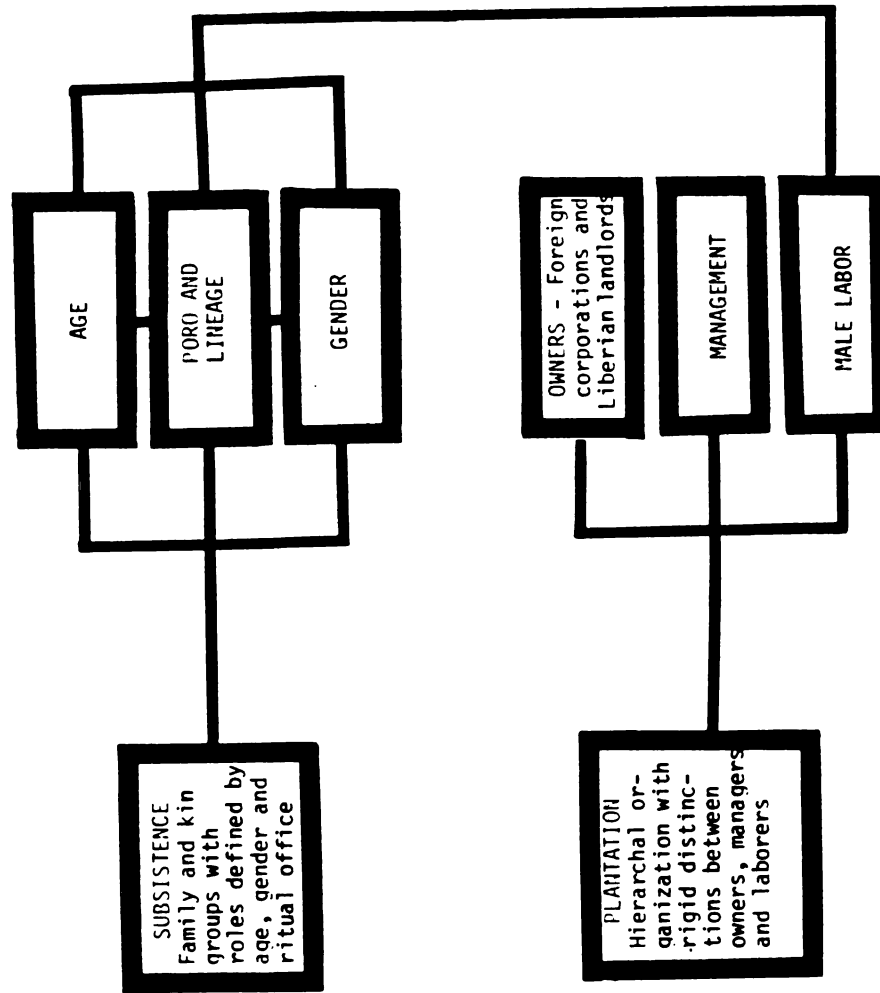 SUBSISTENCE
Family and kin
groups with
roles defined by
age, gender and
ritual office
AGE
PORO AND
LINEAGE
GENDER
PLANTATION
Hierarchal or-
ganization with
rigid distinc-
tions between
owners, managers
and laborers
OWNERS - Foreign
corporations and
Liberian landlords
MANAGEMENT
MALE LABOR